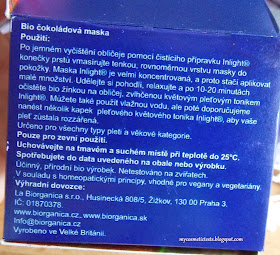 Bio čokoládová maska
Použití:
Po jemném vyčištění obličeje pomocí čistícího přípravku Inlight®
konečky prstů vmasírujte tenkou, rovnoměrnou vrstvu masky do
pokožky. Maska Inlight® je velmi koncentrovaná, a proto stačí aplikovat
malé množství. Udělejte si pohodlí, relaxujte a po 10-20 minutách
očistěte bio žínkou na obličej, zvlhčenou květovým pleťovým tonikem
Inlight®. Můžete také použít vlažnou vodu, ale poté doporučujeme
nanést několik kapek pleťového květového tonika Inlight®, aby vaše
pleť zůstala rozzářená.
Určeno pro všechny typy pleti a věkové kategorie.
Pouze pro zevní použití.
Uchovávejte na tmavém a suchém místě při teplotě do 25°C.
Spotřebujte do data uvedeného na obale nebo výrobku.
Účinný, přírodní bio výrobek. Netestováno na zvířatech.
V souladu s homeopatickými principy, vhodné pro vegany a vegetariány.
Výhradní dovozce:
La Biorganica s.r.o., Husinecká 808/5, Žižkov, 130 00 Praha 3.
IČ: 01870378.
www.biorganica.cz, www.biorganica.sk
Info@biorganica.cz
Vyrobeno ve Velké Británii.
mycosmetictests.blogspot.com